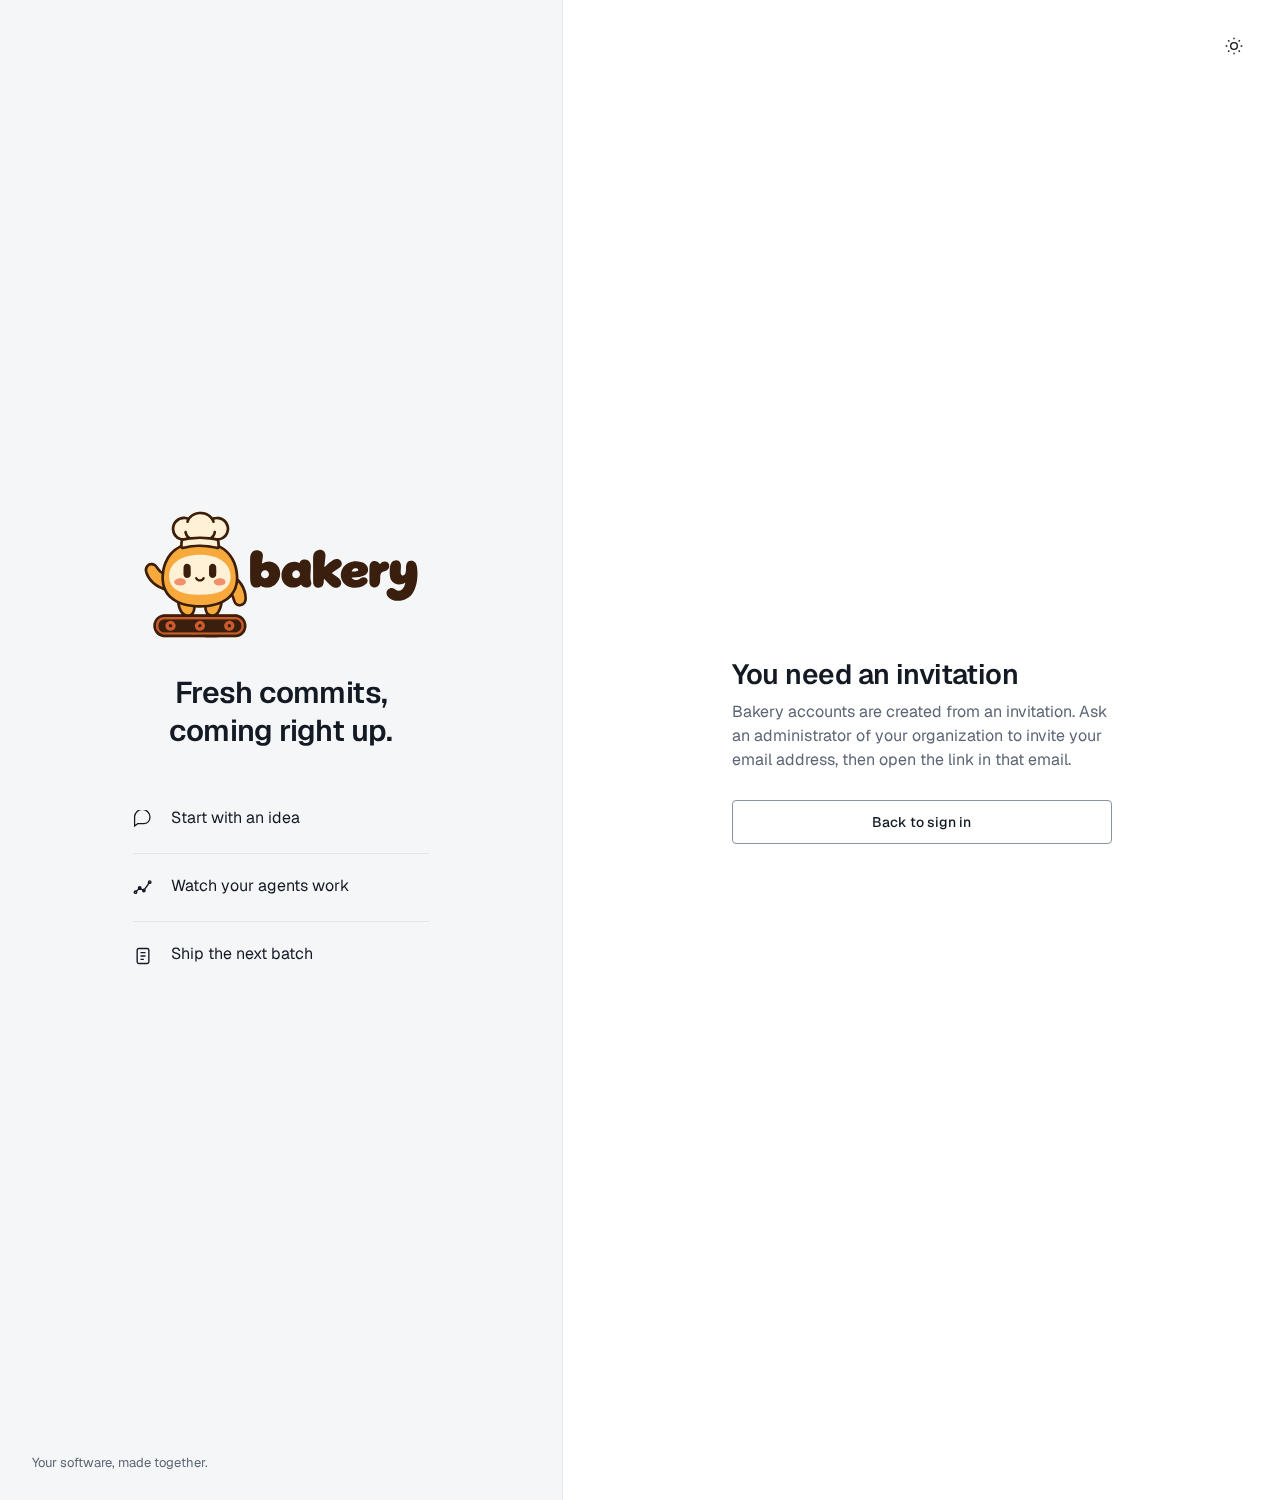 bakery
Fresh commits,
coming right up.
Start with an idea
Watch your agents work
Ship the next batch
Your software, made together.
You need an invitation
Bakery accounts are created from an invitation. Ask
an administrator of your organization to invite your
email address, then open the link in that email.
Back to sign in